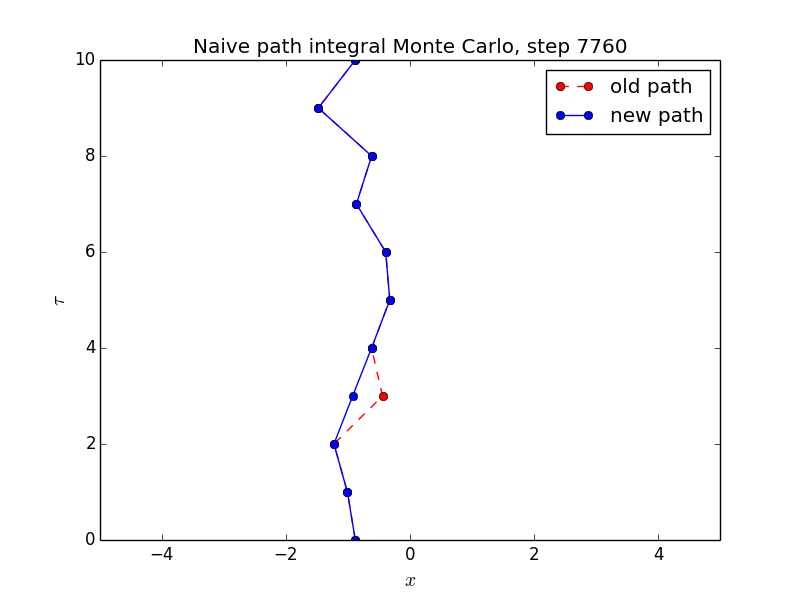 Naive path integral Monte Carlo, step 7760
old path
new path
10
8
6
4
2
0
τ
−4 −2 0 2 4
x